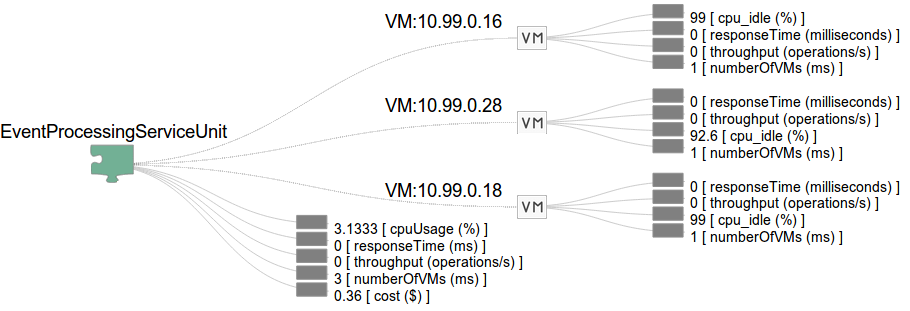 VM:10.99.0.16
VM
99 [ cpu_idle (%) ]
0 [ responseTime (milliseconds) ]
0 [ throughput (operations/s) ]
1 [ numberOfVMs (ms) ]
VM:10.99.0.28
VM
0 [ responseTime (milliseconds) ]
0 [ throughput (operations/s) ]
92.6 [ cpu_idle (%) ]
1 [ numberOfVMs (ms) ]
EventProcessingServiceUnit
VM:10.99.0.18
VM
0 [ responseTime (milliseconds) ]
0 [ throughput (operations/s) ]
99 [ cpu_idle (%) ]
1 [ numberOfVMs (ms) ]
3.1333 [ cpuUsage (%) ]
0 [ responseTime (ms) ]
0 [ throughput (operations/s) ]
3 [ numberOfVMs (ms) ]
0.36 [ cost ($) ]